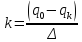 k = (q₀ − qₖ) / Δ